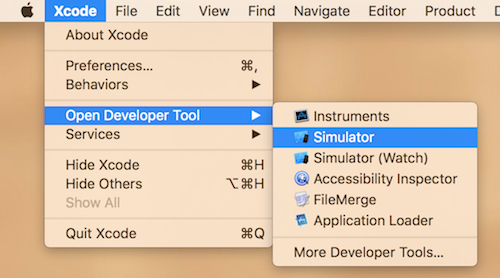 Xcode File Edit View Find Navigate Editor Product
About Xcode
Preferences... ⌘,
Behaviors ▶
Open Developer Tool ▶
Services ▶
Hide Xcode ⌘H
Hide Others ⌥⌘H
Show All
Quit Xcode ⌘Q
Instruments
Simulator
Simulator (Watch)
Accessibility Inspector
FileMerge
Application Loader
More Developer Tools...